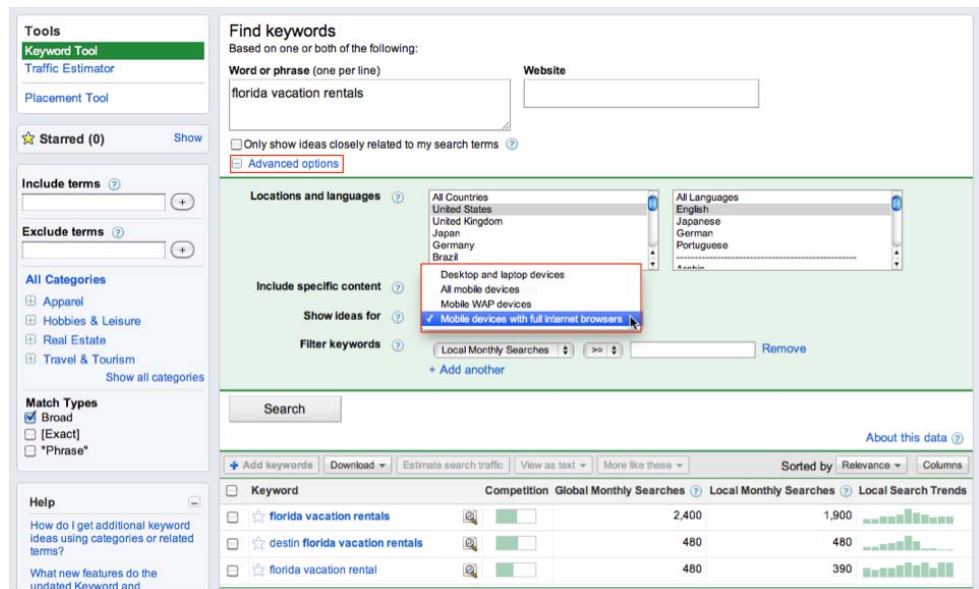 Tools
Keyword Tool
Traffic Estimator
Placement Tool
Starred (0) Show
Include terms
Exclude terms
All Categories
Apparel
Hobbies & Leisure
Real Estate
Travel & Tourism
Show all categories
Match Types
Broad
[Exact]
"Phrase"
Help
How do I get additional keyword
ideas using categories or related
terms?
What new features do the
updated Keyword and
Find keywords
Based on one or both of the following:
Word or phrase (one per line) Website
florida vacation rentals
Only show ideas closely related to my search terms
Advanced options
Locations and languages
All Countries
United States
United Kingdom
Japan
Germany
Brazil
All Languages
English
Japanese
German
Portuguese
Arabic
Include specific content
Desktop and laptop devices
All mobile devices
Mobile WAP devices
Mobile devices with full internet browsers
Show ideas for
Filter keywords Local Monthly Searches >= Remove
+ Add another
Search
About this data
Add keywords Download Estimate search traffic View as text More like these Sorted by Relevance Columns
Keyword Competition Global Monthly Searches Local Monthly Searches Local Search Trends
florida vacation rentals 2,400 1,900
destin florida vacation rentals 480 480
florida vacation rental 480 390